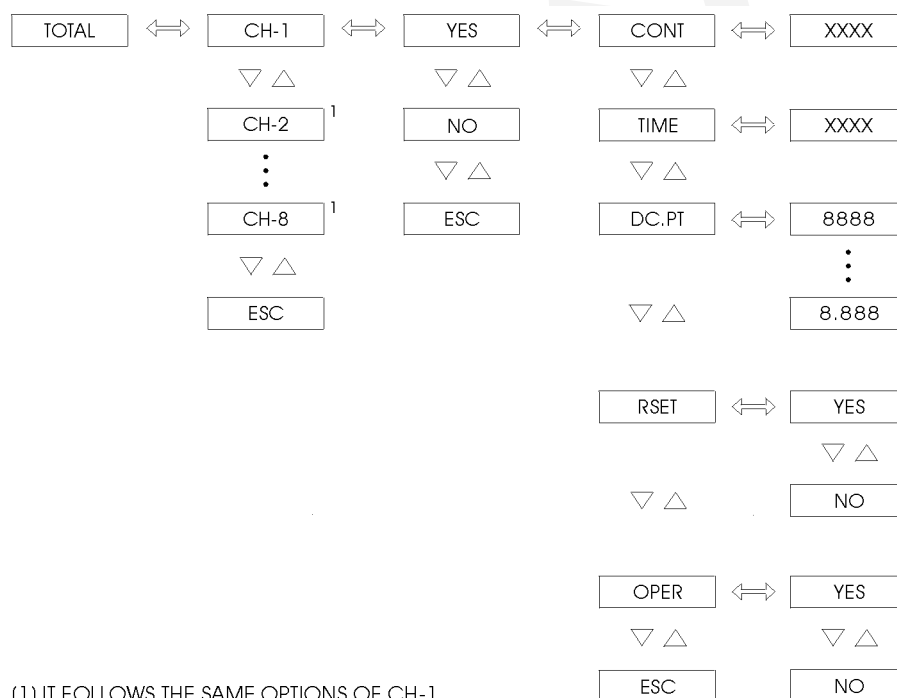 TOTAL CH-1 YES CONT XXXX
CH-2 1 NO TIME XXXX
CH-8 1 ESC DC.PT 8888
ESC 8.888
RSET YES
NO
OPER YES
ESC NO
(1) IT FOLLOWS THE SAME OPTIONS OF CH-1